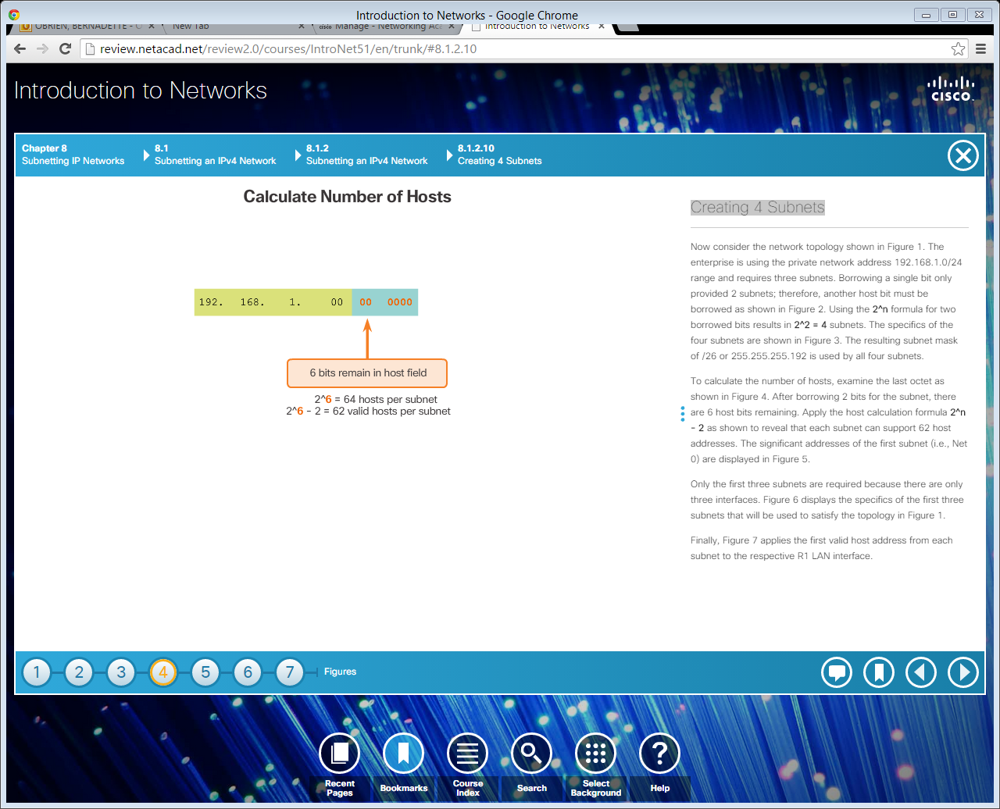 Introduction to Networks - Google Chrome
OBRIEN, BERNADETTE - C
New Tab
Manage - Networking Aca
Introduction to Networks
review.netacad.net/review2.0/courses/IntroNet51/en/trunk/#8.1.2.10
Introduction to Networks
CISCO.
Chapter 8
Subnetting IP Networks
8.1
Subnetting an IPv4 Network
8.1.2
Subnetting an IPv4 Network
8.1.2.10
Creating 4 Subnets
Calculate Number of Hosts
192. 168. 1. 00 00 0000
6 bits remain in host field
2^6 = 64 hosts per subnet
2^6 - 2 = 62 valid hosts per subnet
Creating 4 Subnets
Now consider the network topology shown in Figure 1. The
enterprise is using the private network address 192.168.1.0/24
range and requires three subnets. Borrowing a single bit only
provided 2 subnets; therefore, another host bit must be
borrowed as shown in Figure 2. Using the 2^n formula for two
borrowed bits results in 2^2 = 4 subnets. The specifics of the
four subnets are shown in Figure 3. The resulting subnet mask
of /26 or 255.255.255.192 is used by all four subnets.
To calculate the number of hosts, examine the last octet as
shown in Figure 4. After borrowing 2 bits for the subnet, there
are 6 host bits remaining. Apply the host calculation formula 2^n
- 2 as shown to reveal that each subnet can support 62 host
addresses. The significant addresses of the first subnet (i.e., Net
0) are displayed in Figure 5.
Only the first three subnets are required because there are only
three interfaces. Figure 6 displays the specifics of the first three
subnets that will be used to satisfy the topology in Figure 1.
Finally, Figure 7 applies the first valid host address from each
subnet to the respective R1 LAN interface.
1 2 3 4 5 6 7 Figures
Recent
Pages
Bookmarks
Course
Index
Search
Select
Background
?
Help